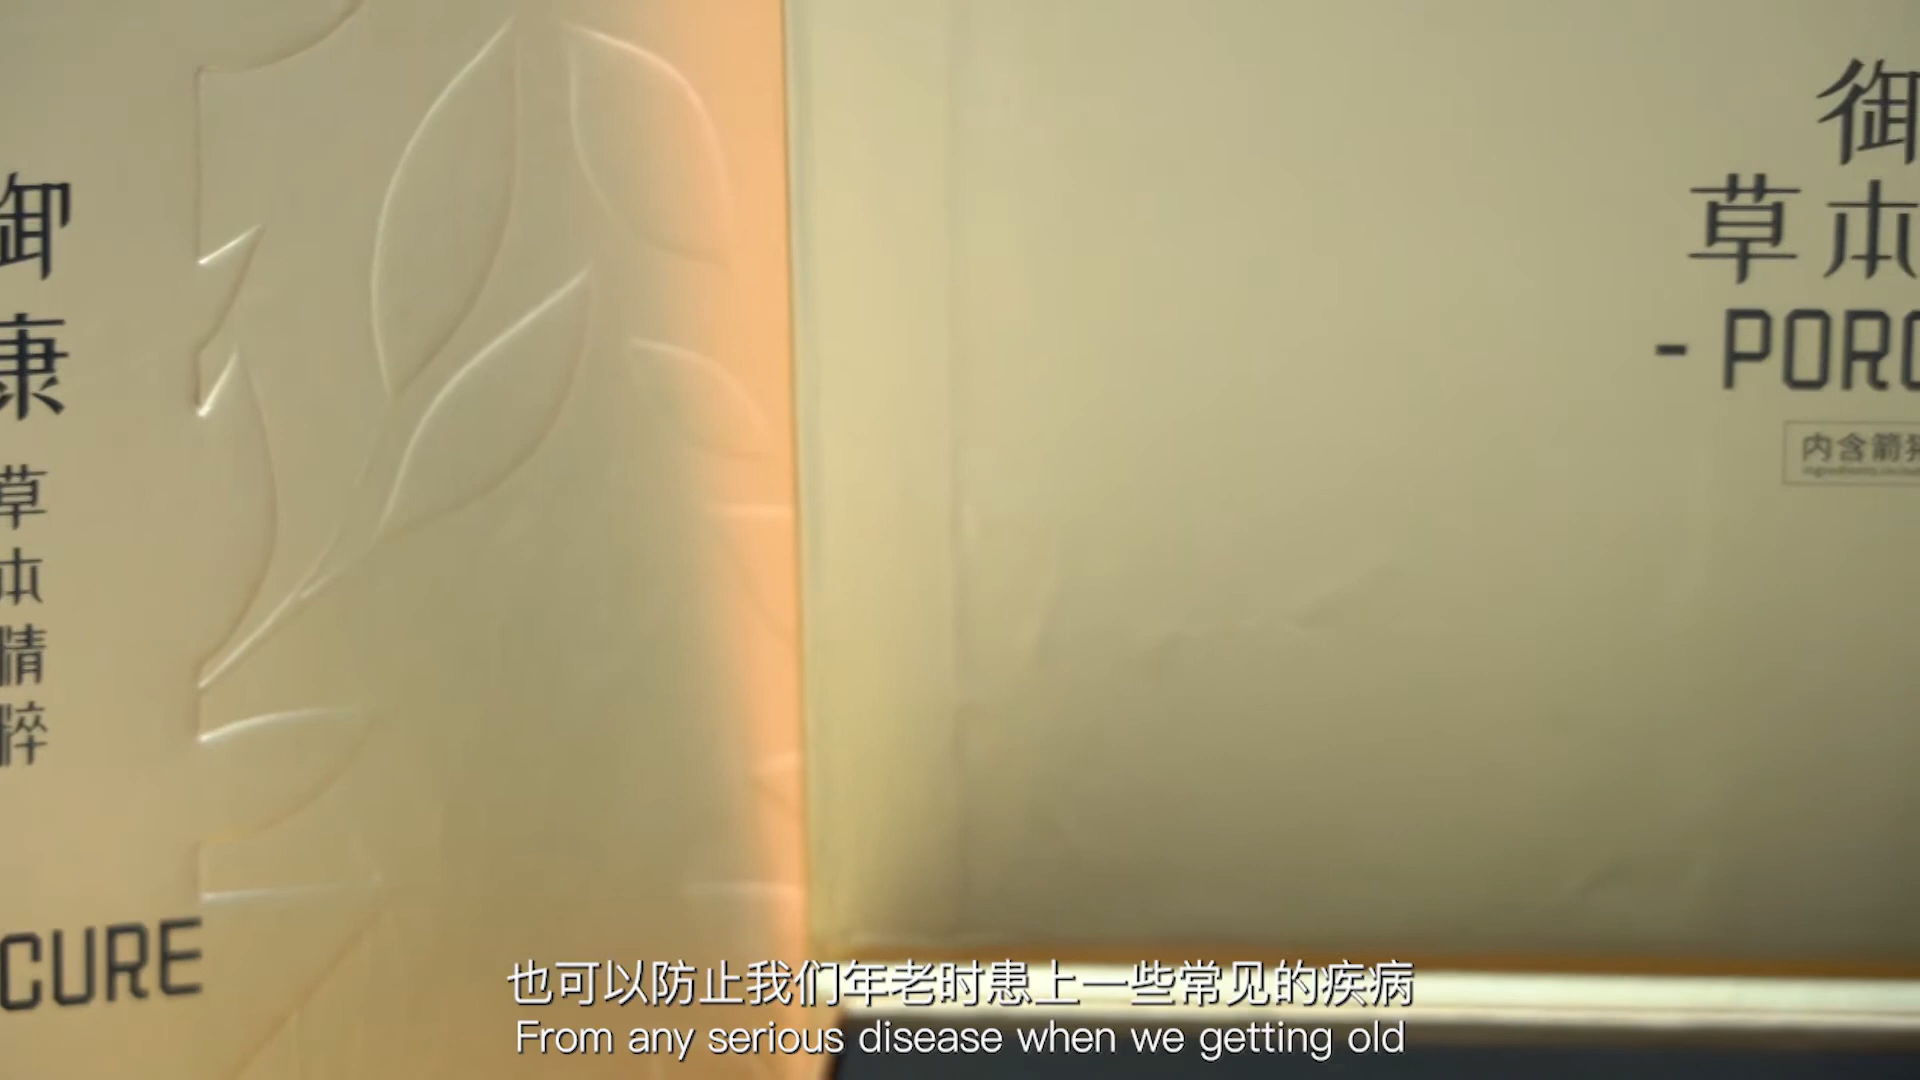 御
康
草
本
精
粹
CURE
御
草本
- PORC
内含箭猪
也可以防止我们年老时患上一些常见的疾病
From any serious disease when we getting old